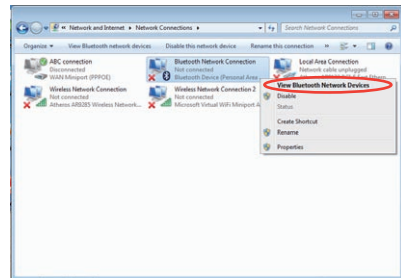 « Network and Internet ▸ Network Connections ▸
Search Network Connections
Organize ▾ View Bluetooth network devices Disable this network device Rename this connection »
ABC connection
Disconnected
WAN Miniport (PPPOE)
Bluetooth Network Connection
Not connected
Bluetooth Device (Personal Area ...
Local Area Connection
Network cable unplugged
Wireless Network Connection
Not connected
Atheros AR9285 Wireless Network...
Wireless Network Connection 2
Not connected
Microsoft Virtual WiFi Miniport A
View Bluetooth Network Devices
Disable
Status
Create Shortcut
Rename
Properties